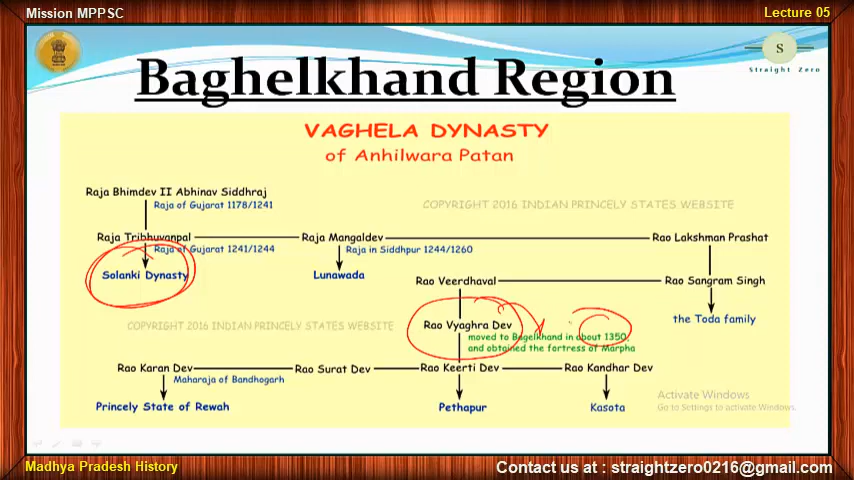 Mission MPPSC
Lecture 05
S
Straight Zero
Baghelkhand Region
VAGHELA DYNASTY
of Anhilwara Patan
Raja Bhimdev II Abhinav Siddhraj
Raja of Gujarat 1178/1241
COPYRIGHT 2016 INDIAN PRINCELY STATES WEBSITE
Raja Tribhuvanpal
Raja Mangaldev
Rao Lakshman Prashat
Raja of Gujarat 1241/1244
Raja in Siddhpur 1244/1260
Solanki Dynasty
Lunawada
Rao Veerdhaval
Rao Sangram Singh
the Toda family
COPYRIGHT 2016 INDIAN PRINCELY STATES WEBSITE
Rao Vyaghra Dev
moved to Bagelkhand in about 1350,
and obtained the fortress of Marpha
Rao Karan Dev
Rao Surat Dev
Rao Keerti Dev
Rao Kandhar Dev
Maharaja of Bandhogarh
Princely State of Rewah
Pethapur
Kasota
Activate Windows
Go to Settings to activate Windows.
Madhya Pradesh History
Contact us at : straightzero0216@gmail.com